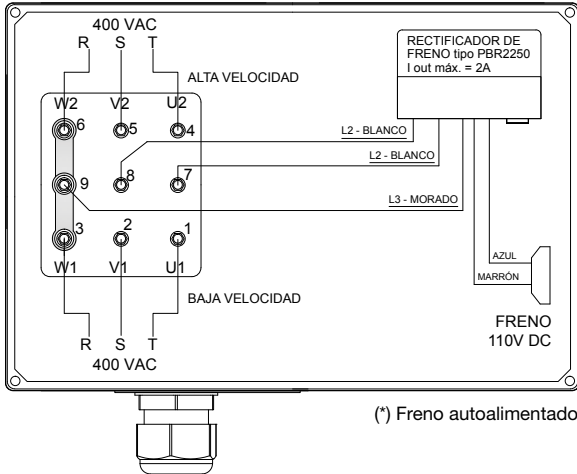 400 VAC
R S T
ALTA VELOCIDAD
RECTIFICADOR DE
FRENO tipo PBR2250
I out máx. = 2A
W2 V2 U2
6 5 4
L2 - BLANCO
L2 - BLANCO
9 8 7
L3 - MORADO
3 2 1
W1 V1 U1
AZUL
MARRÓN
BAJA VELOCIDAD
R S T
400 VAC
FRENO
110V DC
(*) Freno autoalimentado